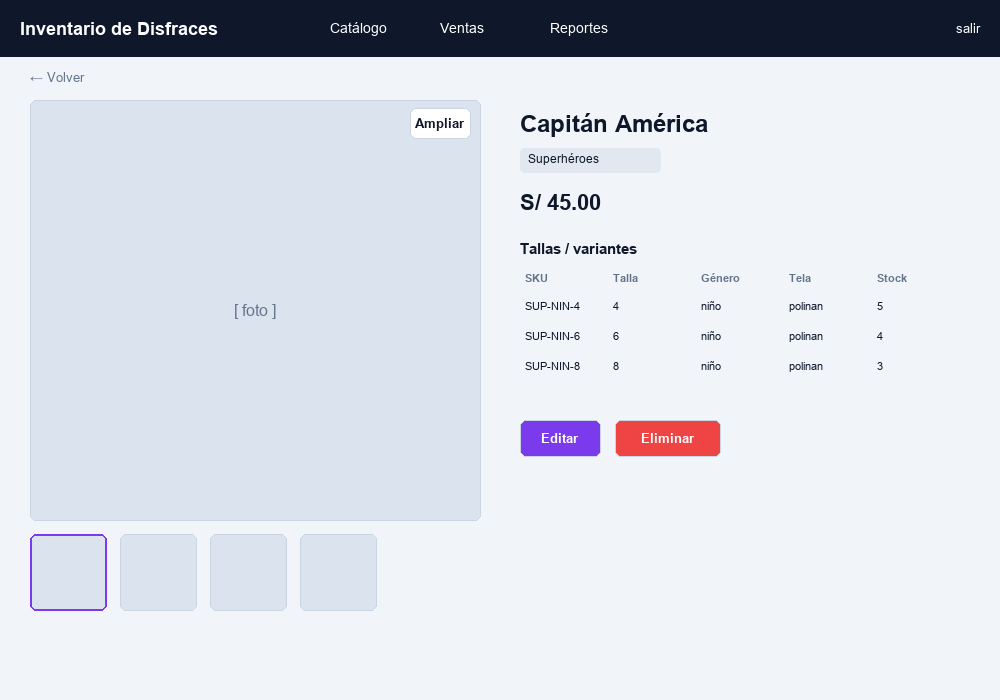 Inventario de Disfraces Catálogo Ventas Reportes salir
← Volver
Ampliar
[ foto ]
Capitán América
Superhéroes
S/ 45.00
Tallas / variantes
SKU Talla Género Tela Stock
SUP-NIN-4 4 niño polinan 5
SUP-NIN-6 6 niño polinan 4
SUP-NIN-8 8 niño polinan 3
Editar Eliminar